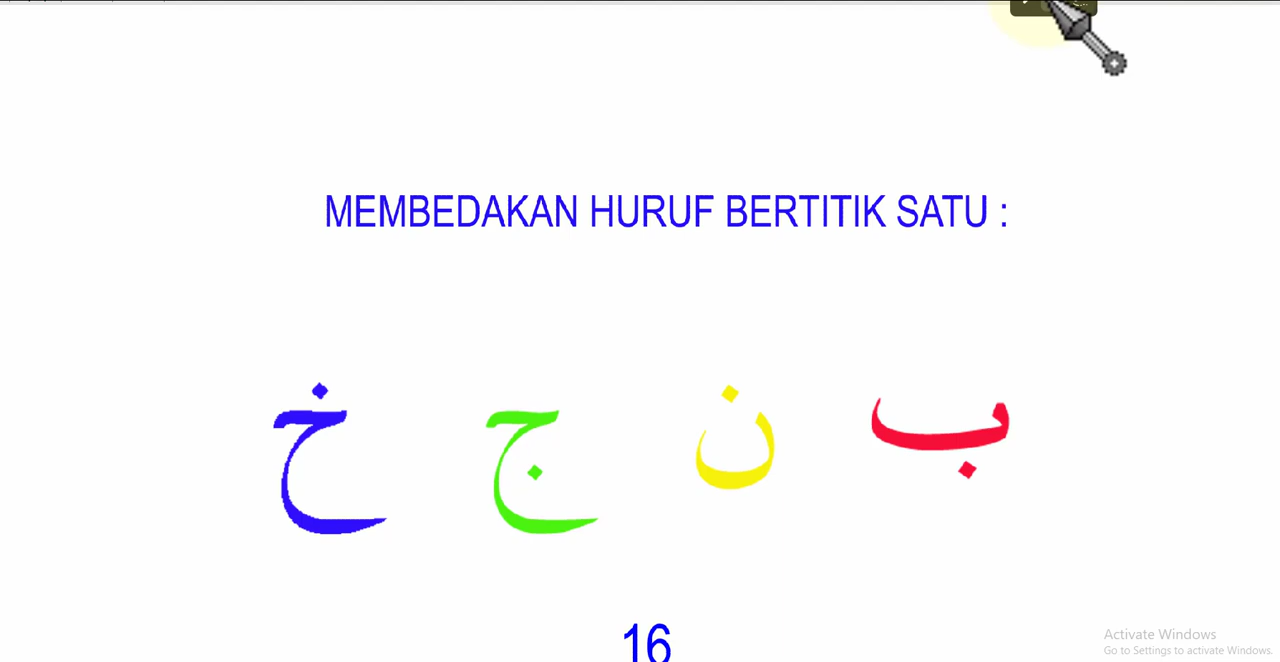 MEMBEDAKAN HURUF BERTITIK SATU :
ب ن ج خ
16
Activate Windows
Go to Settings to activate Windows.